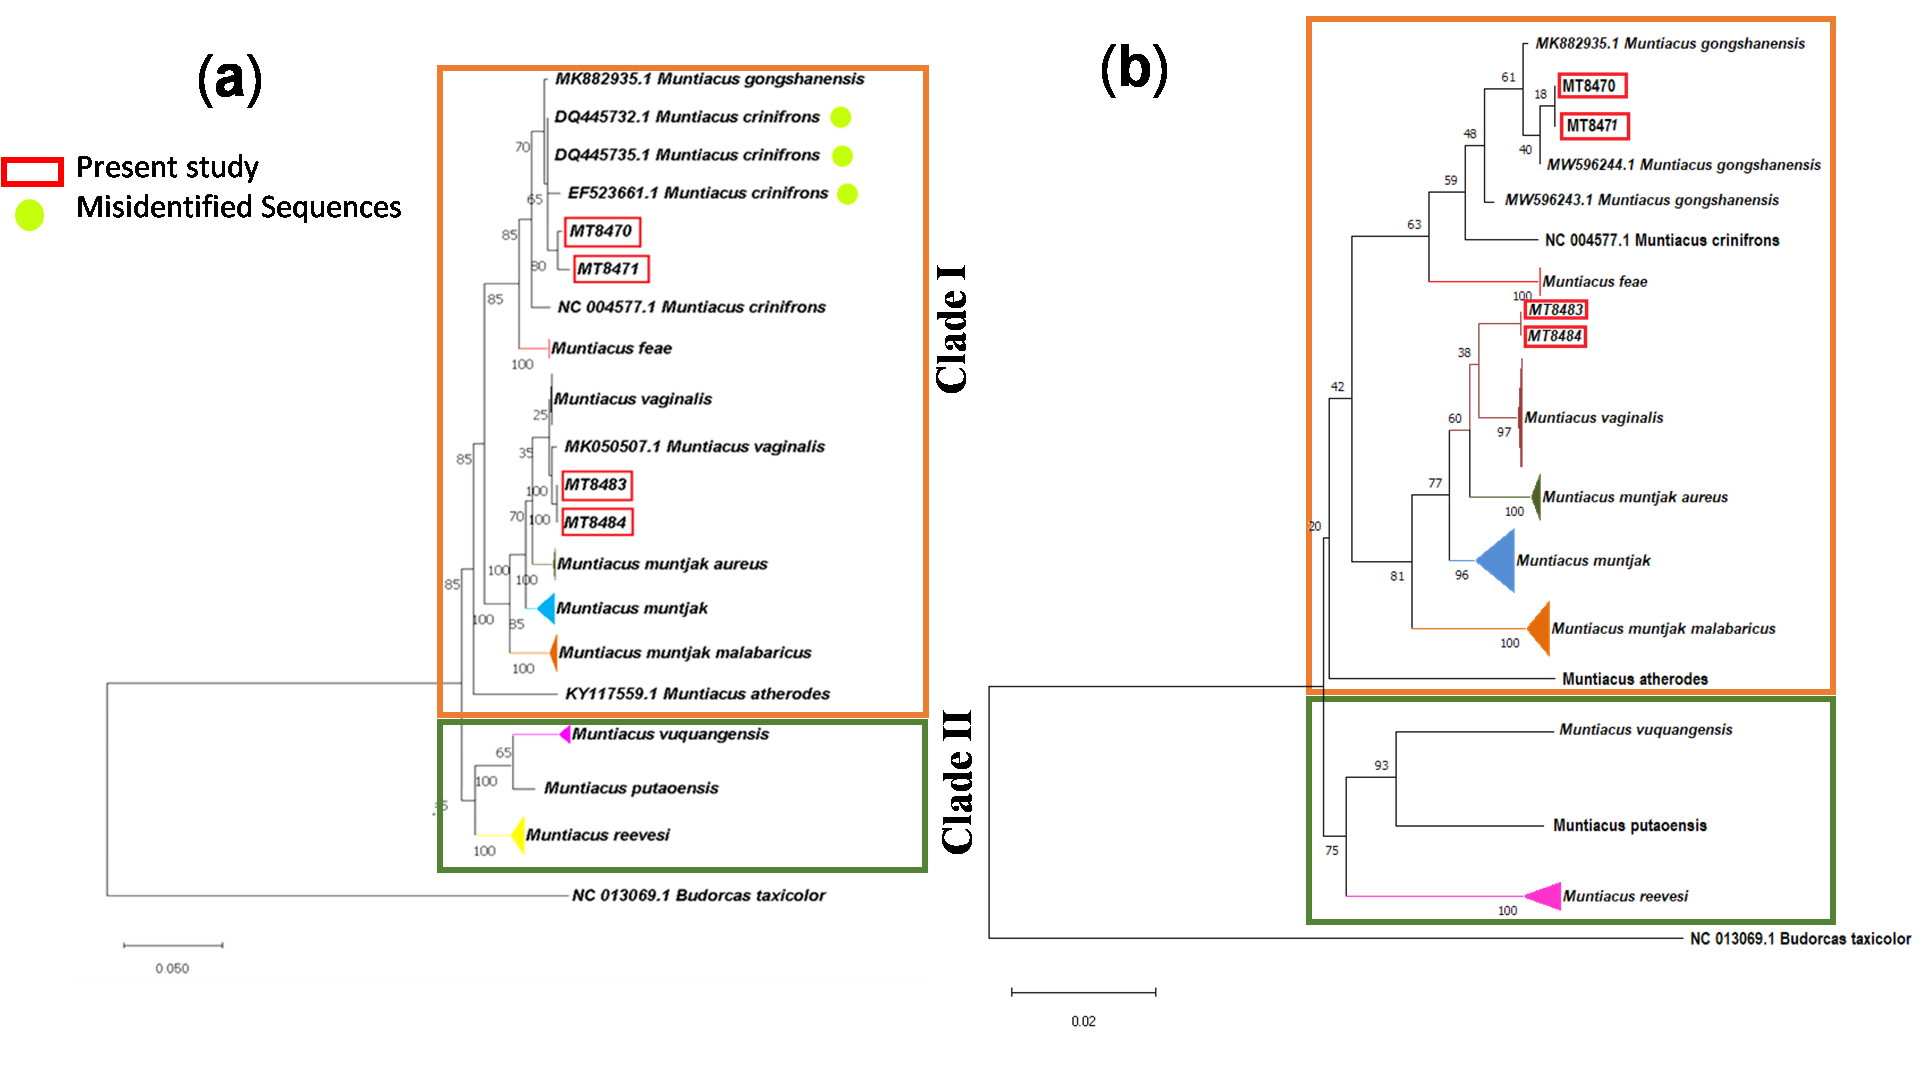 (a)
Present study
Misidentified Sequences
MK882935.1 Muntiacus gongshanensis
DQ445732.1 Muntiacus crinifrons
DQ445735.1 Muntiacus crinifrons
70
EF523661.1 Muntiacus crinifrons
65
MT8470
85
MT8471
80
85
NC 004577.1 Muntiacus crinifrons
Muntiacus feae
100
Muntiacus vaginalis
25
MK050507.1 Muntiacus vaginalis
35
85
MT8483
100
MT8484
70
100
Muntiacus muntjak aureus
100
100
85
Muntiacus muntjak
100
85
Muntiacus muntjak malabaricus
100
KY117559.1 Muntiacus atherodes
Muntiacus vuquangensis
65
100
Muntiacus putaoensis
Muntiacus reevesi
100
NC 013069.1 Budorcas taxicolor
0 050
Clade I
Clade II
(b)
MK882935.1 Muntiacus gongshanensis
61
MT8470
18
MT8471
48
40
MW596244.1 Muntiacus gongshanensis
59
MW596243.1 Muntiacus gongshanensis
63
NC 004577.1 Muntiacus crinifrons
Muntiacus feae
100
MT8483
MT8484
38
42
Muntiacus vaginalis
60
97
77
Muntiacus muntjak aureus
100
20
Muntiacus muntjak
96
81
Muntiacus muntjak malabaricus
100
Muntiacus atherodes
Muntiacus vuquangensis
93
Muntiacus putaoensis
75
Muntiacus reevesi
100
NC 013069.1 Budorcas taxicolor
0.02